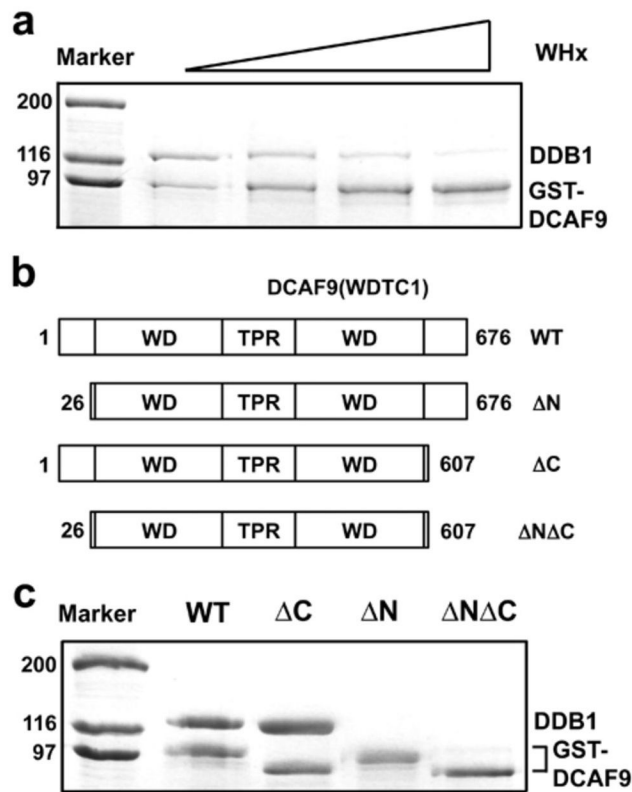 a
Marker WHx
200
116 DDB1
97 GST-
DCAF9
b
DCAF9(WDTC1)
1 WD TPR WD 676 WT
26 WD TPR WD 676 ΔN
1 WD TPR WD 607 ΔC
26 WD TPR WD 607 ΔNΔC
c
Marker WT ΔC ΔN ΔNΔC
200
116 DDB1
97 GST-
DCAF9